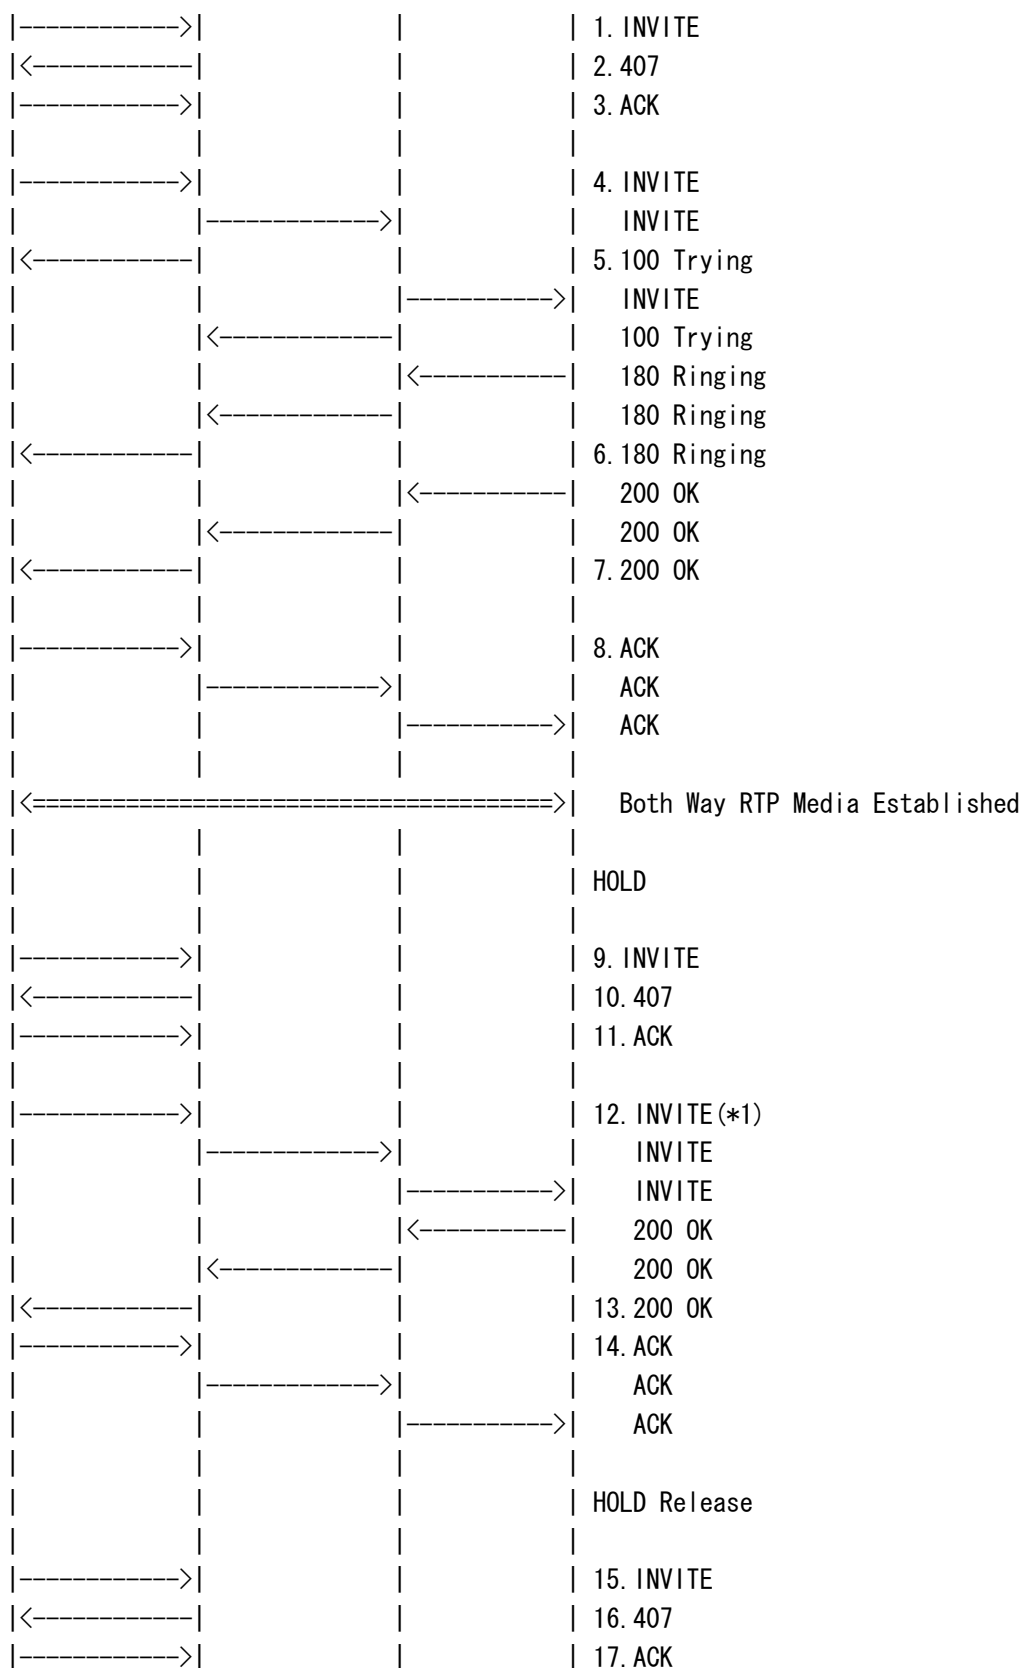 |------------>|              |            | 1.INVITE
|<------------|              |            | 2.407
|------------>|              |            | 3.ACK
|             |              |            |
|------------>|              |            | 4.INVITE
|             |------------->|            |   INVITE
|<------------|              |            | 5.100 Trying
|             |              |----------->|   INVITE
|             |<-------------|            |   100 Trying
|             |              |<-----------|   180 Ringing
|             |<-------------|            |   180 Ringing
|<------------|              |            | 6.180 Ringing
|             |              |<-----------|   200 OK
|             |<-------------|            |   200 OK
|<------------|              |            | 7.200 OK
|             |              |            |
|------------>|              |            | 8.ACK
|             |------------->|            |   ACK
|             |              |----------->|   ACK
|             |              |            |
|<=======================================>|   Both Way RTP Media Established
|             |              |            |
|             |              |            | HOLD
|             |              |            |
|------------>|              |            | 9.INVITE
|<------------|              |            | 10.407
|------------>|              |            | 11.ACK
|             |              |            |
|------------>|              |            | 12.INVITE(*1)
|             |------------->|            |    INVITE
|             |              |----------->|    INVITE
|             |              |<-----------|    200 OK
|             |<-------------|            |    200 OK
|<------------|              |            | 13.200 OK
|------------>|              |            | 14.ACK
|             |------------->|            |    ACK
|             |              |----------->|    ACK
|             |              |            |
|             |              |            | HOLD Release
|             |              |            |
|------------>|              |            | 15.INVITE
|<------------|              |            | 16.407
|------------>|              |            | 17.ACK